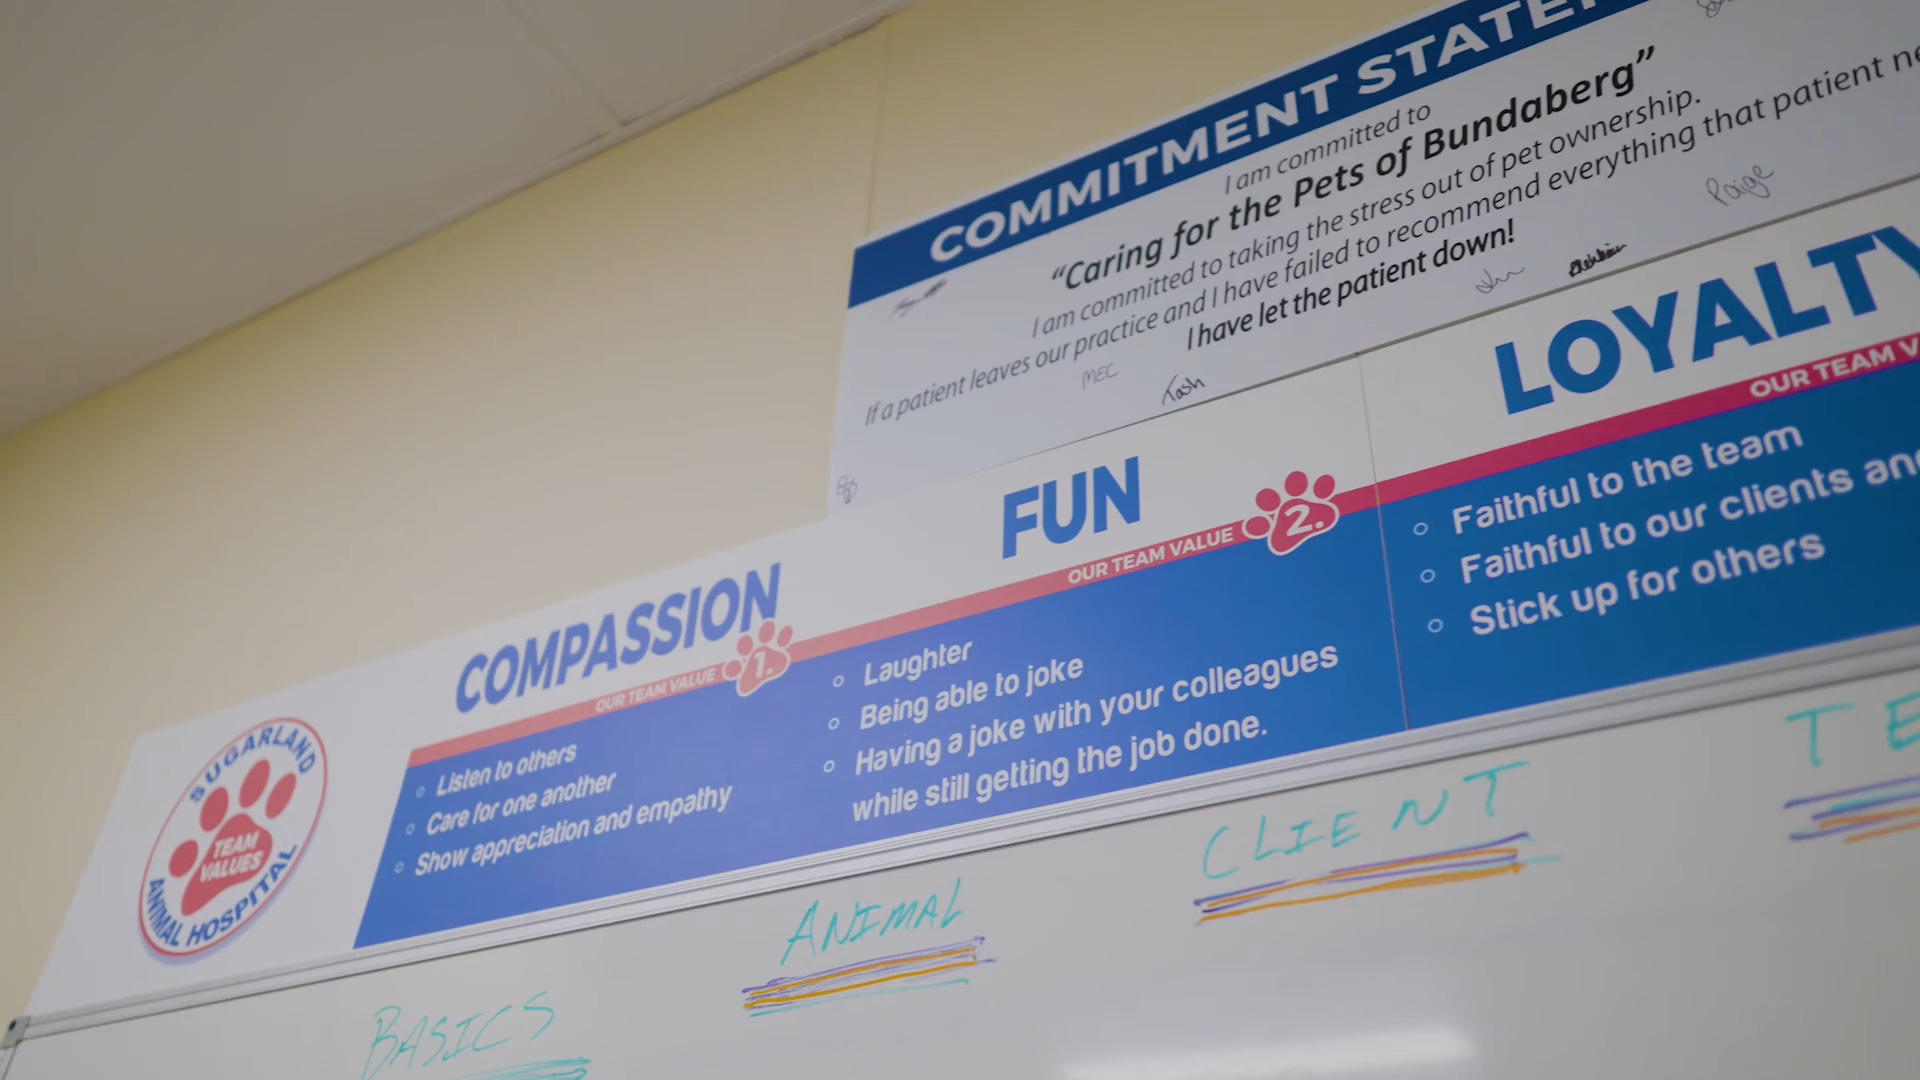 COMMITMENT
I am committed to
“Caring for the Pets of Bundaberg”
I am committed to taking the stress out of pet ownership.
If a patient leaves our practice and I have failed to recommend everything that patient
I have let the patient down!
Paige
MEC
Tash
SUGARLAND
TEAM
VALUES
ANIMAL HOSPITAL
COMPASSION
OUR TEAM VALUE 1.
Listen to others
Care for one another
Show appreciation and empathy
FUN
OUR TEAM VALUE 2.
Laughter
Being able to joke
Having a joke with your colleagues
while still getting the job done.
LOYALTY
OUR TEAM
Faithful to the team
Faithful to our clients and
Stick up for others
BASICS
ANIMAL
CLIENT